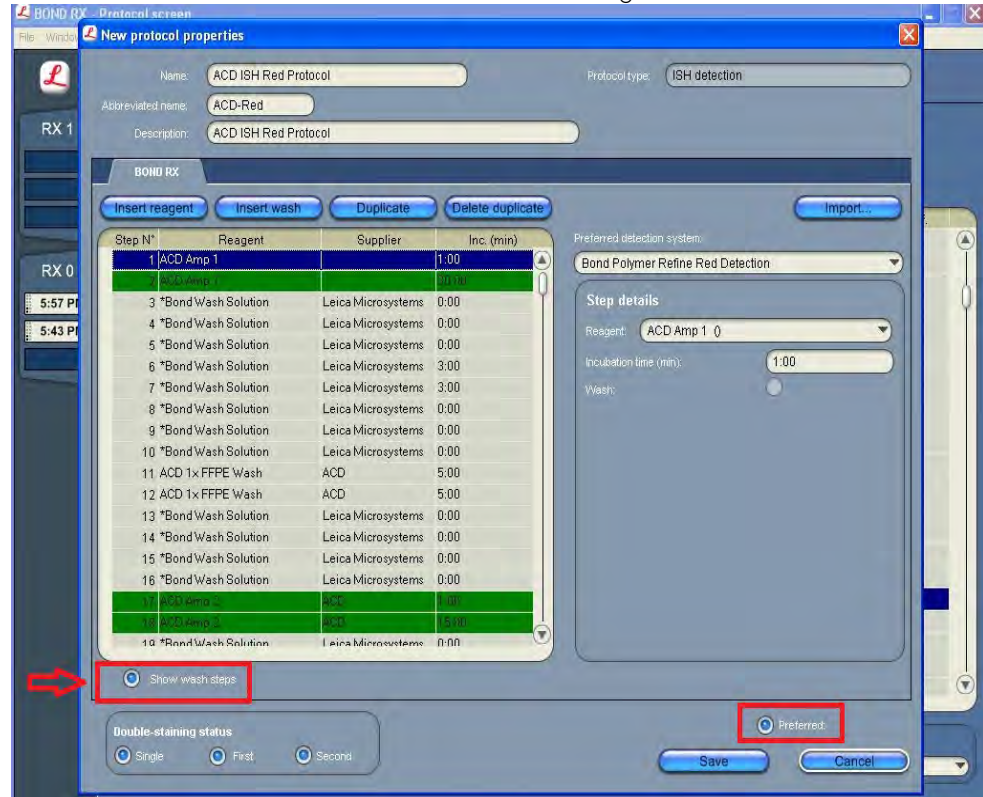 BOND RX - Protocol screen
File Window
New protocol properties
Name: ACD ISH Red Protocol
Protocol type: ISH detection
Abbreviated name: ACD-Red
Description: ACD ISH Red Protocol
RX 1
RX 0
5:57 P
5:43 P
BOND RX
Insert reagent Insert wash Duplicate Delete duplicate Import...
Step N° Reagent Supplier Inc. (min)
1 ACD Amp 1 1:00
2 ACD Amp 1
3 *Bond Wash Solution Leica Microsystems 0:00
4 *Bond Wash Solution Leica Microsystems 0:00
5 *Bond Wash Solution Leica Microsystems 0:00
6 *Bond Wash Solution Leica Microsystems 3:00
7 *Bond Wash Solution Leica Microsystems 3:00
8 *Bond Wash Solution Leica Microsystems 0:00
9 *Bond Wash Solution Leica Microsystems 0:00
10 *Bond Wash Solution Leica Microsystems 0:00
11 ACD 1x FFPE Wash ACD 5:00
12 ACD 1x FFPE Wash ACD 5:00
13 *Bond Wash Solution Leica Microsystems 0:00
14 *Bond Wash Solution Leica Microsystems 0:00
15 *Bond Wash Solution Leica Microsystems 0:00
16 *Bond Wash Solution Leica Microsystems 0:00
17 ACD Amp 2 ACD 1:00
18 ACD Amp 2 ACD 15:00
19 *Bond Wash Solution Leica Microsystems 0:00
Preferred detection system:
Bond Polymer Refine Red Detection
Step details
Reagent: ACD Amp 1 ()
Incubation time (min): 1:00
Wash:
Show wash steps
Double-staining status
Single First Second
Preferred:
Save Cancel